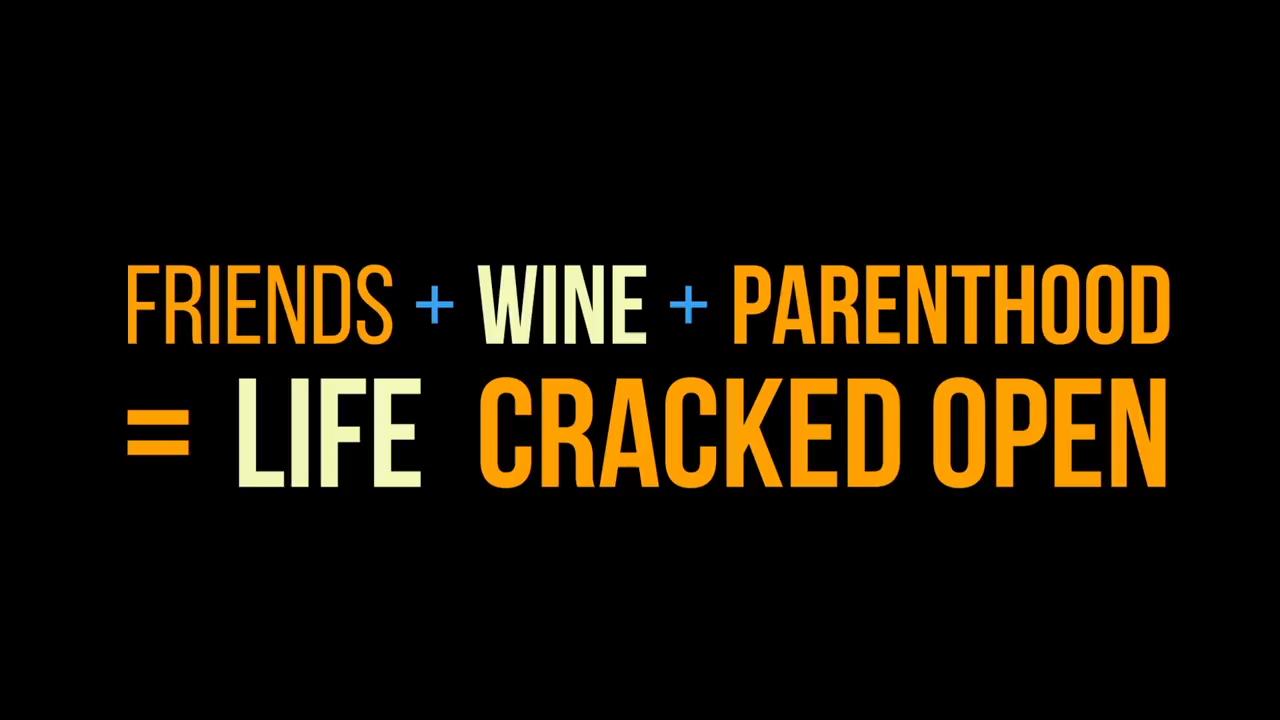 FRIENDS + WINE + PARENTHOOD
= LIFE CRACKED OPEN